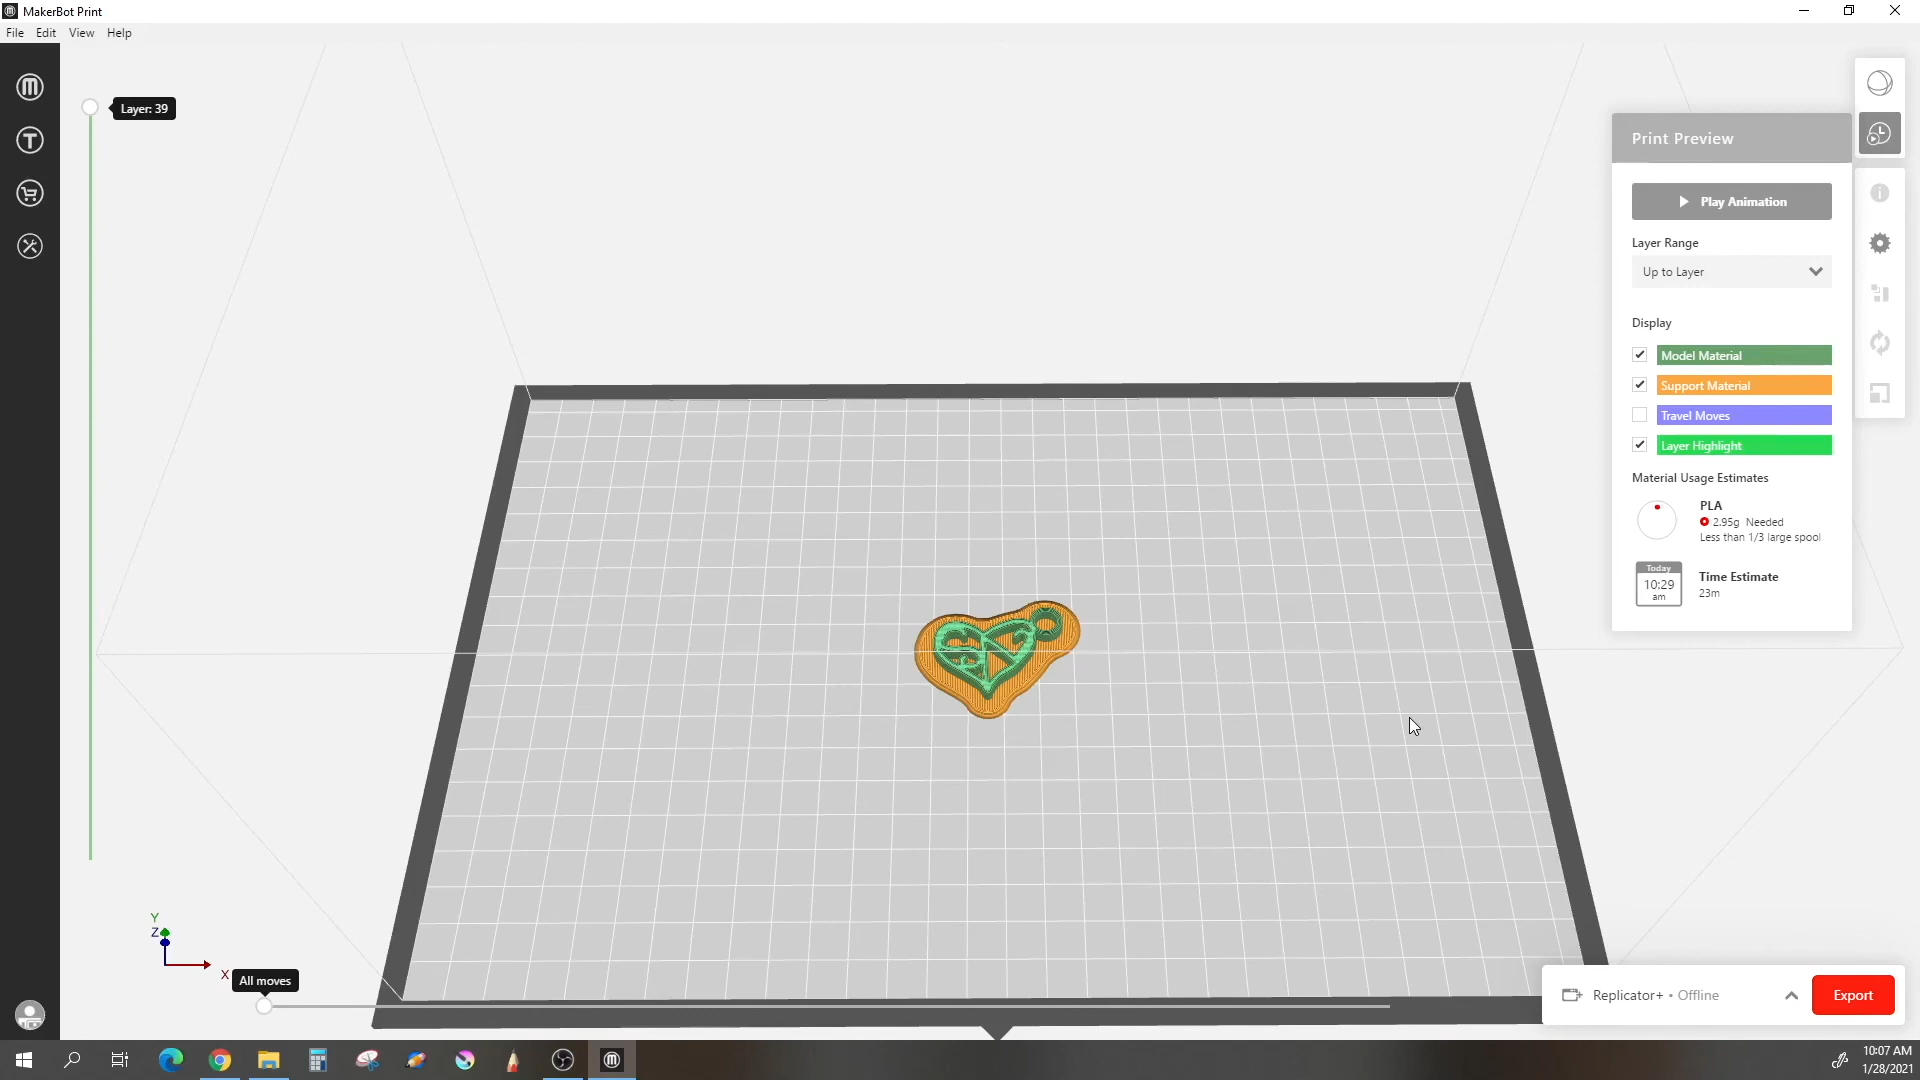 MakerBot Print
File Edit View Help
Layer: 39
Print Preview
Play Animation
Layer Range
Up to Layer
Display
Model Material
Support Material
Travel Moves
Layer Highlight
Material Usage Estimates
PLA
2.95g Needed
Less than 1/3 large spool
Today
10:29
am
Time Estimate
23m
Y
Z
X
All moves
Replicator+ • Offline
Export
10:07 AM
1/28/2021